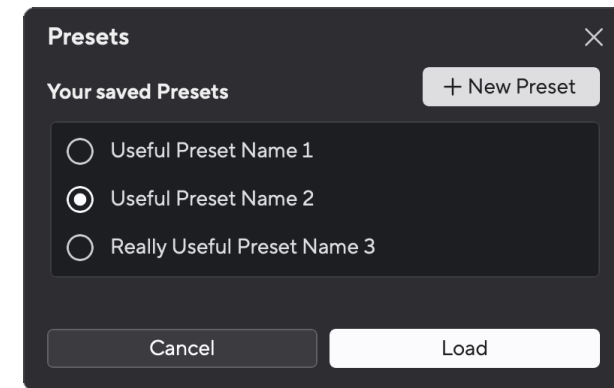 Presets
Your saved Presets
+ New Preset
Useful Preset Name 1
Useful Preset Name 2
Really Useful Preset Name 3
Cancel
Load